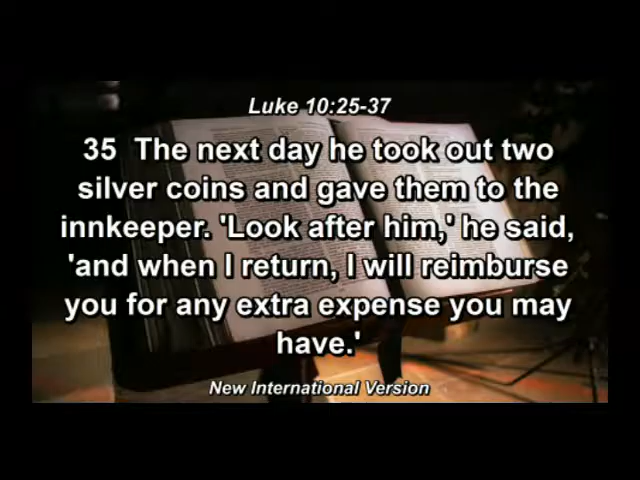 Luke 10:25-37
35 The next day he took out two
silver coins and gave them to the
innkeeper. 'Look after him,' he said,
'and when I return, I will reimburse
you for any extra expense you may
have.'
New International Version